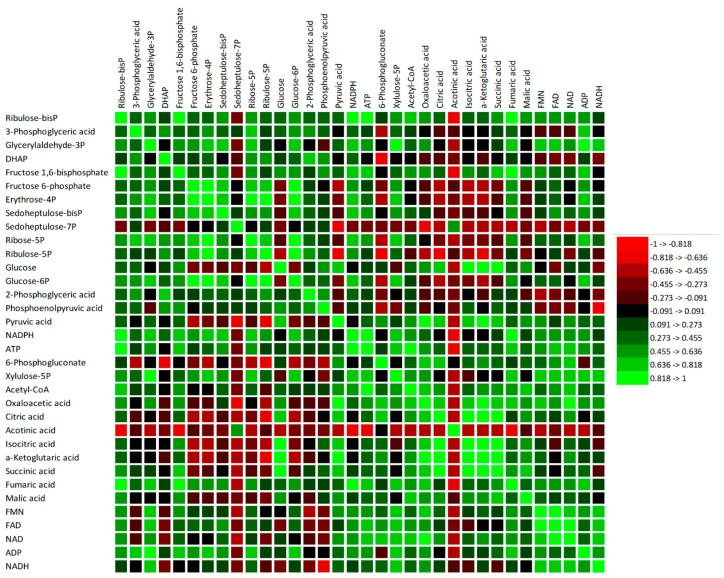 Ribulose-bisP
3-Phosphoglyceric acid
Glycerylaldehyde-3P
DHAP
Fructose 1,6-bisphosphate
Fructose 6-phosphate
Erythrose-4P
Sedoheptulose-bisP
Sedoheptulose-7P
Ribose-5P
Ribulose-5P
Glucose
Glucose-6P
2-Phosphoglyceric acid
Phosphoenolpyruvic acid
Pyruvic acid
NADPH
ATP
6-Phosphogluconate
Xylulose-5P
Acetyl-CoA
Oxaloacetic acid
Citric acid
Acotinic acid
Isocitric acid
a-Ketoglutaric acid
Succinic acid
Fumaric acid
Malic acid
FMN
FAD
NAD
ADP
NADH
Ribulose-bisP
3-Phosphoglyceric acid
Glycerylaldehyde-3P
DHAP
Fructose 1,6-bisphosphate
Fructose 6-phosphate
Erythrose-4P
Sedoheptulose-bisP
Sedoheptulose-7P
Ribose-5P
Ribulose-5P
Glucose
Glucose-6P
2-Phosphoglyceric acid
Phosphoenolpyruvic acid
Pyruvic acid
NADPH
ATP
6-Phosphogluconate
Xylulose-5P
Acetyl-CoA
Oxaloacetic acid
Citric acid
Acotinic acid
Isocitric acid
a-Ketoglutaric acid
Succinic acid
Fumaric acid
Malic acid
FMN
FAD
NAD
ADP
NADH
-1 -> -0.818
-0.818 -> -0.636
-0.636 -> -0.455
-0.455 -> -0.273
-0.273 -> -0.091
-0.091 -> 0.091
0.091 -> 0.273
0.273 -> 0.455
0.455 -> 0.636
0.636 -> 0.818
0.818 -> 1